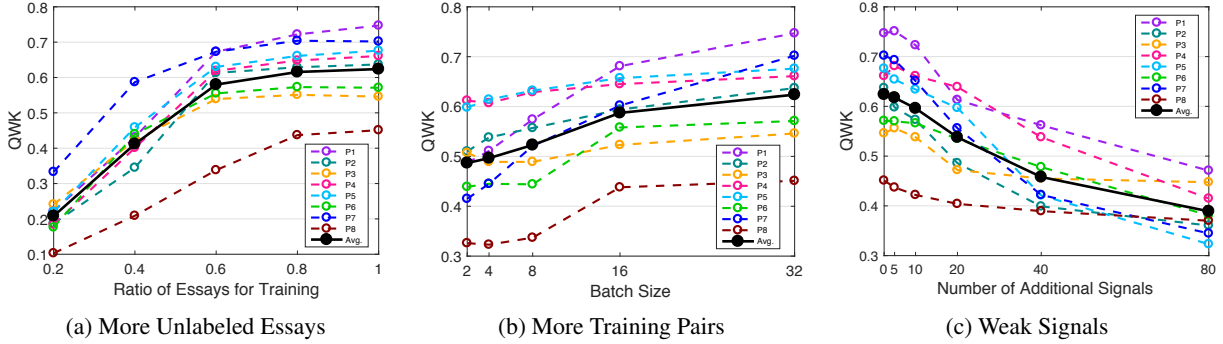 QWK
0.8
0.7
0.6
0.5
0.4
0.3
0.2
0.1
0.2 0.4 0.6 0.8 1
Ratio of Essays for Training
P1
P2
P3
P4
P5
P6
P7
P8
Avg.
(a) More Unlabeled Essays
QWK
0.8
0.7
0.6
0.5
0.4
0.3
2 4 8 16 32
Batch Size
P1
P2
P3
P4
P5
P6
P7
P8
Avg.
(b) More Training Pairs
QWK
0.8
0.7
0.6
0.5
0.4
0.3
0 5 10 20 40 80
Number of Additional Signals
P1
P2
P3
P4
P5
P6
P7
P8
Avg.
(c) Weak Signals